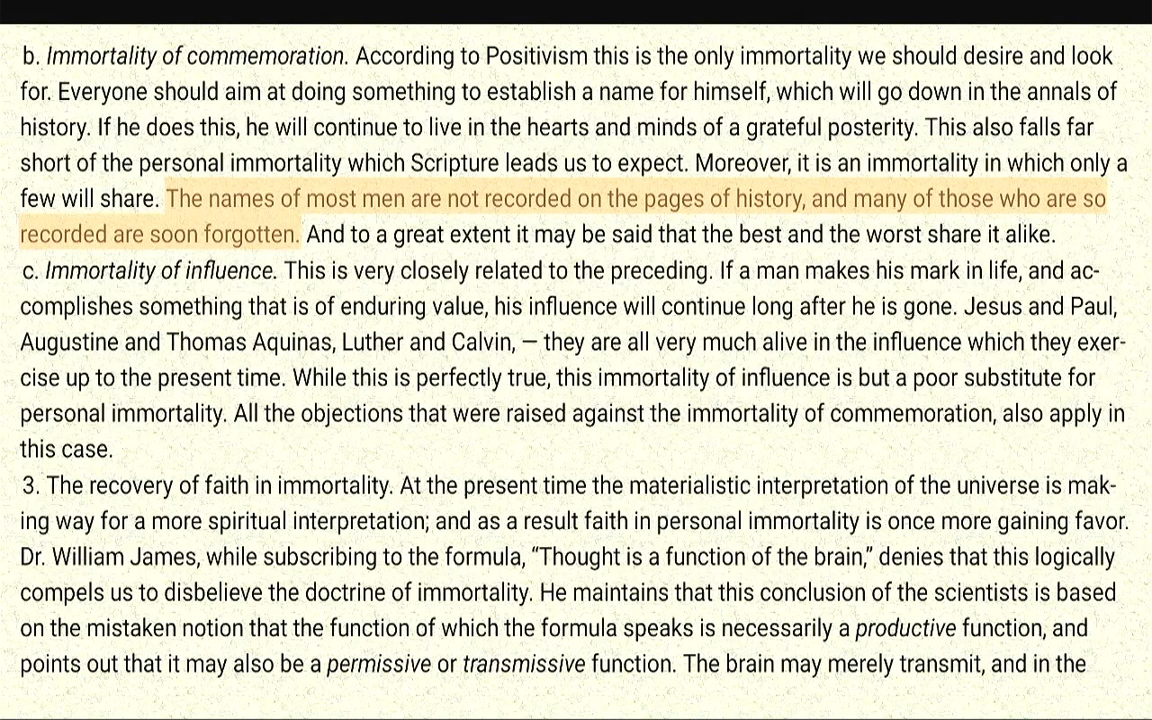 b. Immortality of commemoration. According to Positivism this is the only immortality we should desire and look
for. Everyone should aim at doing something to establish a name for himself, which will go down in the annals of
history. If he does this, he will continue to live in the hearts and minds of a grateful posterity. This also falls far
short of the personal immortality which Scripture leads us to expect. Moreover, it is an immortality in which only a
few will share. The names of most men are not recorded on the pages of history, and many of those who are so
recorded are soon forgotten. And to a great extent it may be said that the best and the worst share it alike.
c. Immortality of influence. This is very closely related to the preceding. If a man makes his mark in life, and ac-
complishes something that is of enduring value, his influence will continue long after he is gone. Jesus and Paul,
Augustine and Thomas Aquinas, Luther and Calvin, — they are all very much alive in the influence which they exer-
cise up to the present time. While this is perfectly true, this immortality of influence is but a poor substitute for
personal immortality. All the objections that were raised against the immortality of commemoration, also apply in
this case.
3. The recovery of faith in immortality. At the present time the materialistic interpretation of the universe is mak-
ing way for a more spiritual interpretation; and as a result faith in personal immortality is once more gaining favor.
Dr. William James, while subscribing to the formula, “Thought is a function of the brain,” denies that this logically
compels us to disbelieve the doctrine of immortality. He maintains that this conclusion of the scientists is based
on the mistaken notion that the function of which the formula speaks is necessarily a productive function, and
points out that it may also be a permissive or transmissive function. The brain may merely transmit, and in the